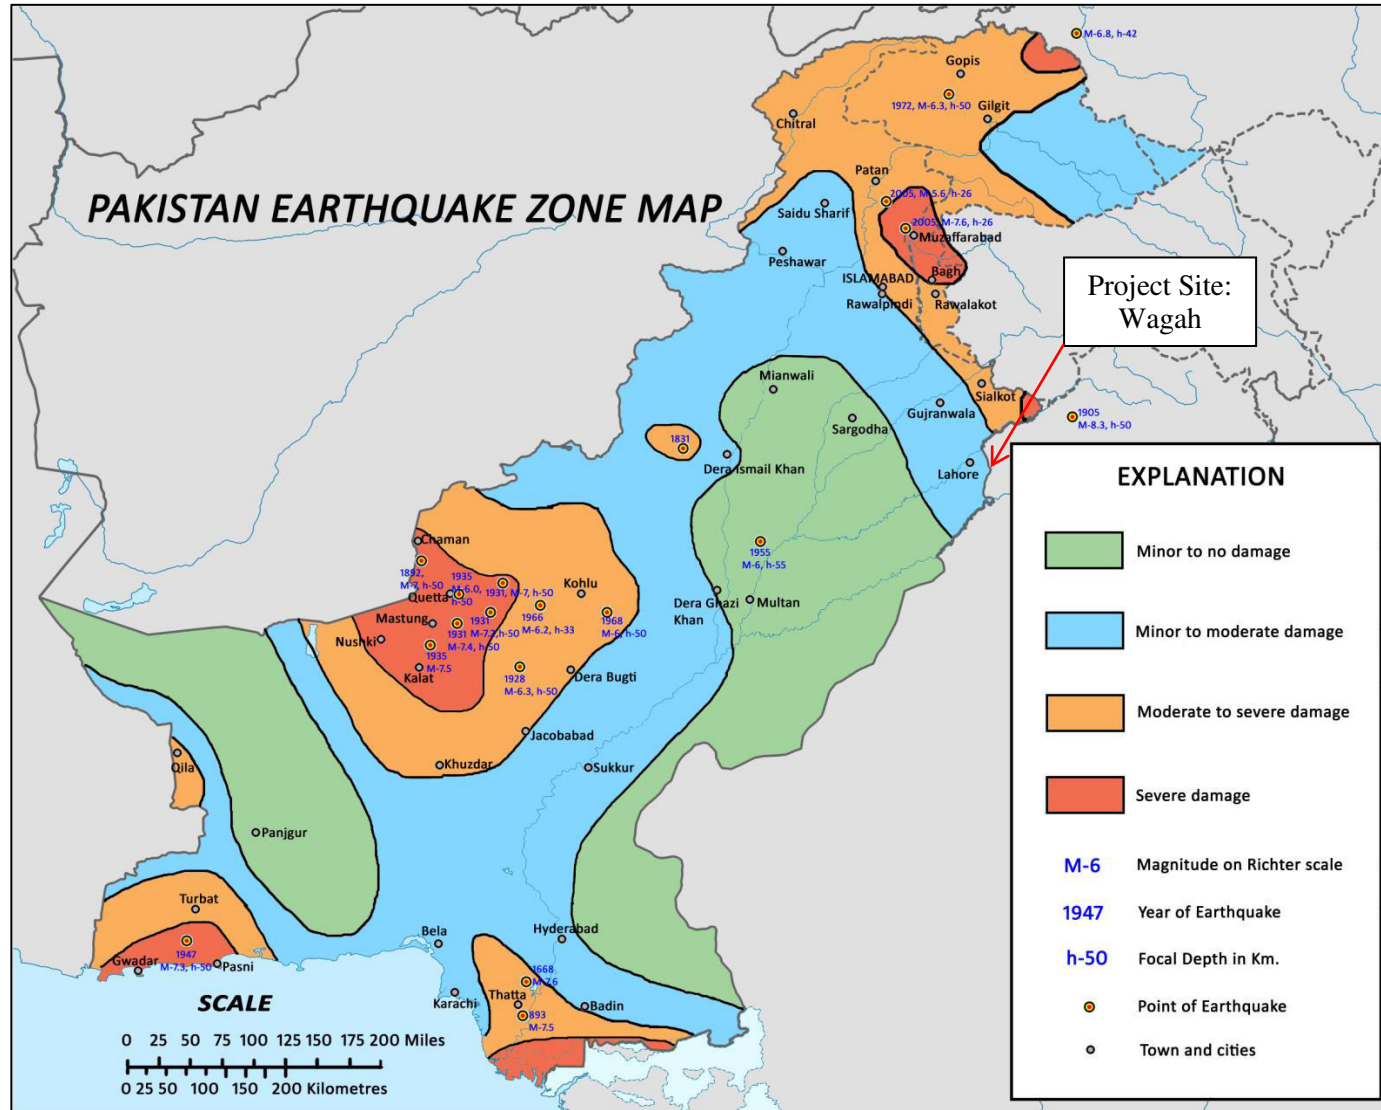 PAKISTAN EARTHQUAKE ZONE MAP
M-6.8, h-42
Gopis
1972, M-6.3, h-50
Gilgit
Chitral
Patan
2005, M-5.6, h-26
Saidu Sharif
2005, M-7.6, h-26
Muzaffarabad
Peshawar
Bagh
ISLAMABAD
Rawalpindi
Rawalakot
Project Site:
Wagah
Mianwali
Sialkot
Gujranwala
Sargodha
1905
M-8.3, h-50
1831
Dera Ismail Khan
Lahore
Chaman
1892,
M-7, h-50
1935
M-6.0,
h-50
1931, M-7, h-50
Quetta
Kohlu
1955
M-6, h-55
Dera Ghazi
Khan
Multan
Mastung
1931
M-7.2,h-50
1966
M-6.2, h-33
1968
M-6, h-50
Nushki
1931
M-7.4, h-50
1935
M-7.5
Kalat
1928
M-6.3, h-50
Dera Bugti
Jacobabad
Khuzdar
Sukkur
Qila
Panjgur
Turbat
1947
M-7.3, h-50
Gwadar
Pasni
Bela
Hyderabad
1668
M-7.6
Karachi
Thatta
893
M-7.5
Badin
SCALE
0 25 50 75 100 125 150 175 200 Miles
0 25 50 100 150 200 Kilometres
EXPLANATION
Minor to no damage
Minor to moderate damage
Moderate to severe damage
Severe damage
M-6 Magnitude on Richter scale
1947 Year of Earthquake
h-50 Focal Depth in Km.
Point of Earthquake
Town and cities